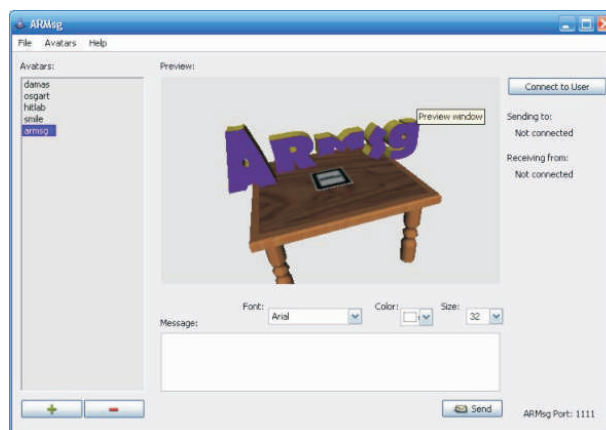 ARMsg
File Avatars Help
Avatars:
damas
osgart
hitlab
smile
armsg
Preview:
ARmsg
Preview window
Connect to User
Sending to:
Not connected
Receiving from:
Not connected
Font: Arial
Color:
Size: 32
Message:
Send
ARMsg Port: 1111